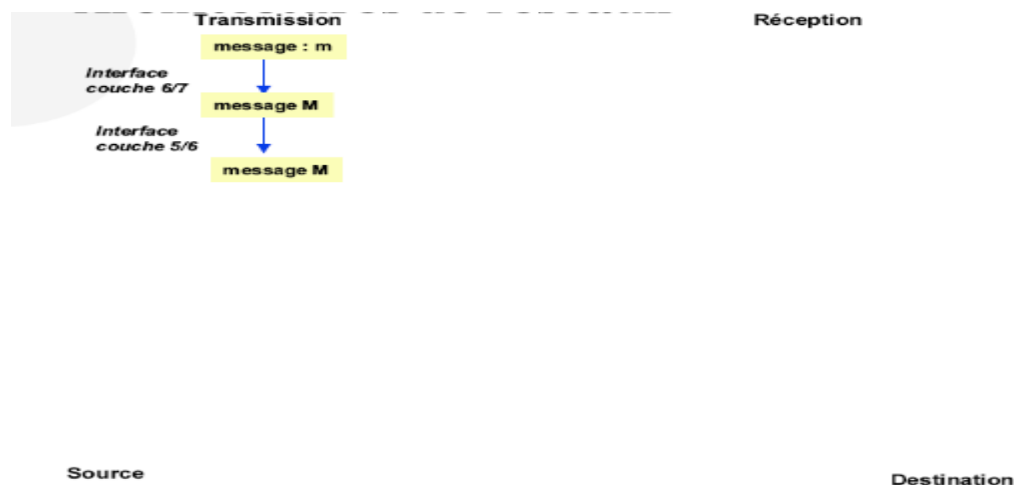 Transmission
Réception
message : m
Interface
couche 6/7
message M
Interface
couche 5/6
message M
Source
Destination